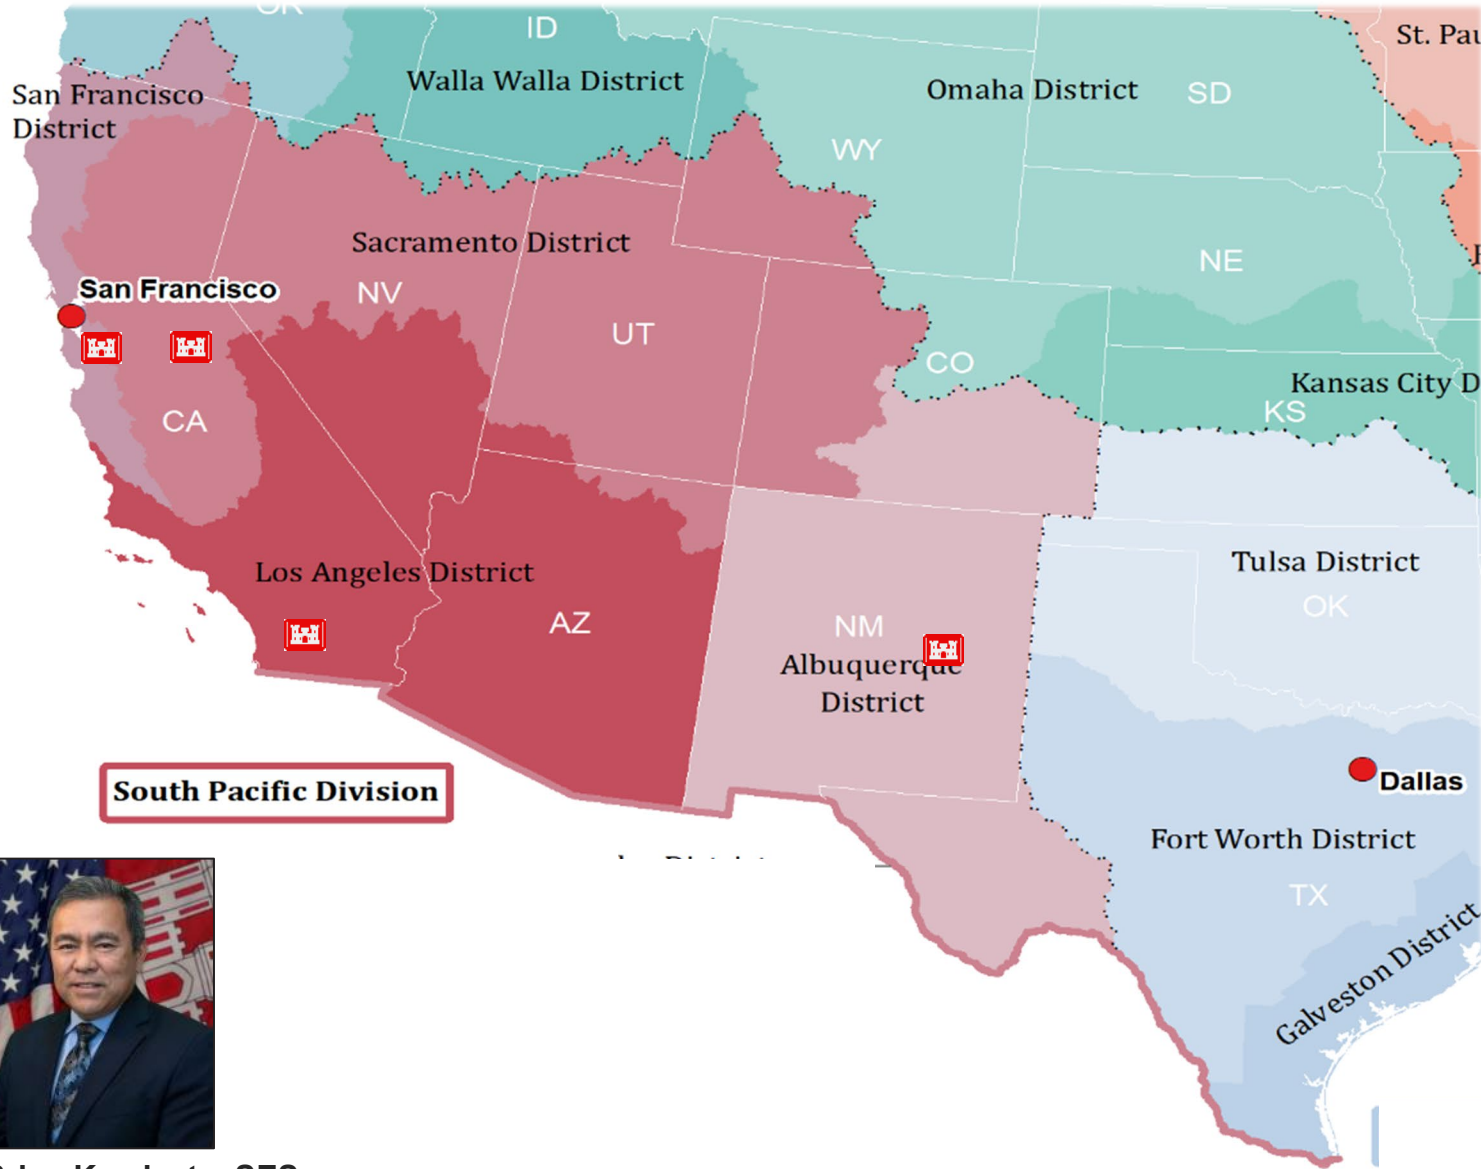 OR
ID
Walla Walla District
San Francisco
District
Omaha District
SD
St. Pau
WY
Sacramento District
NE
San Francisco
NV
UT
CO
Kansas City D
KS
CA
Tulsa District
OK
Los Angeles District
AZ
NM
Albuquerque
District
South Pacific Division
Dallas
Fort Worth District
TX
Galveston District